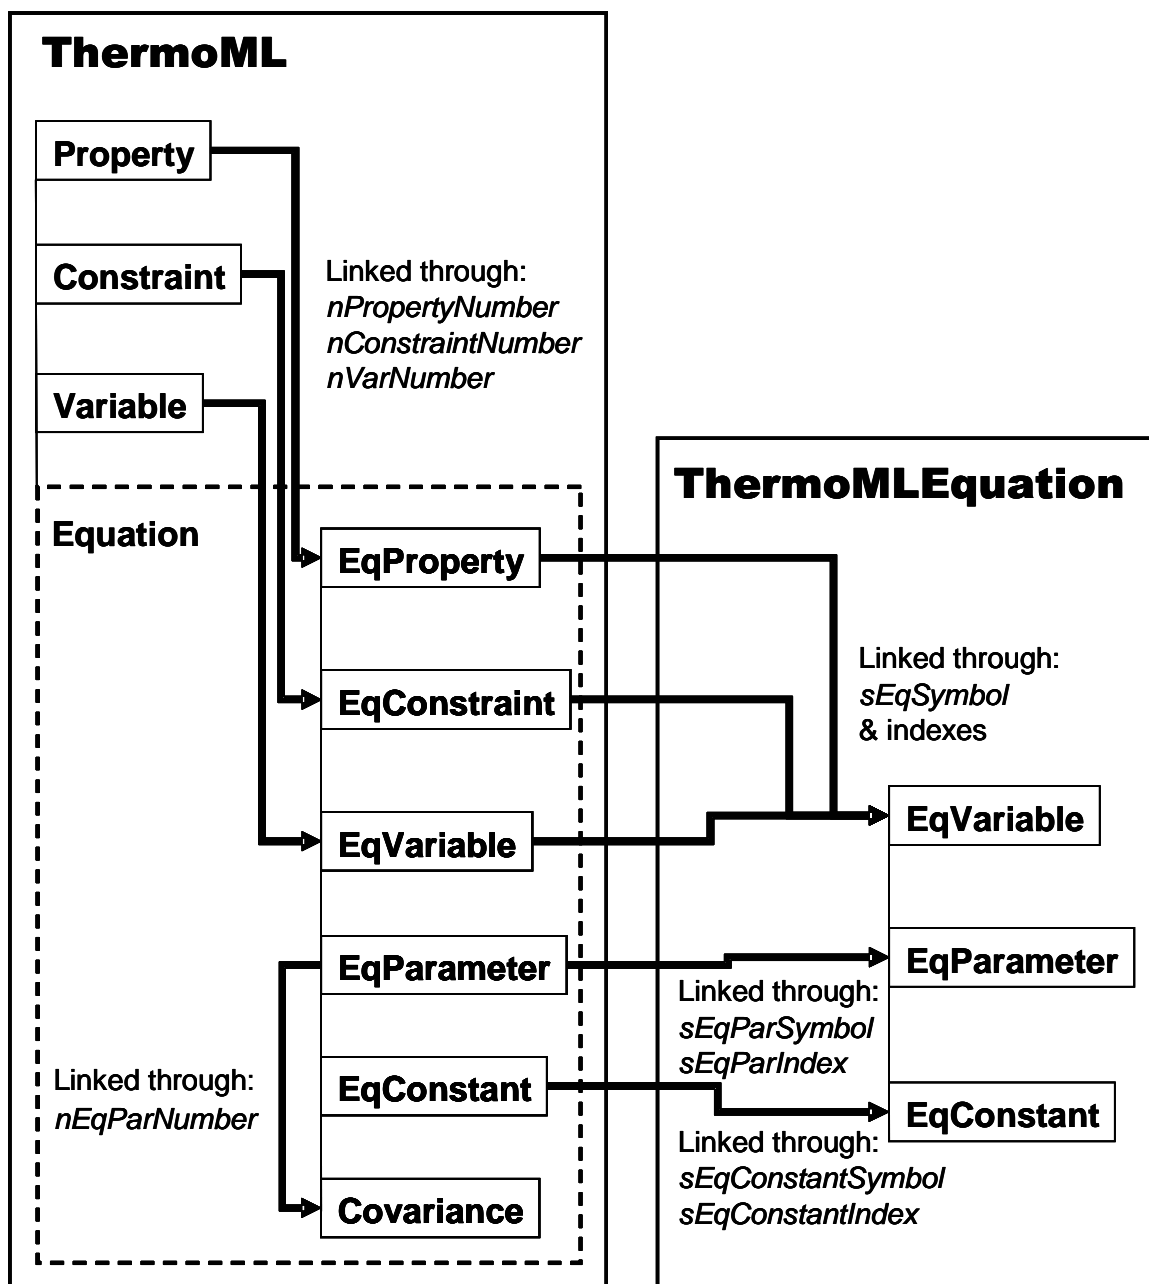 ThermoML
Property
Constraint
Linked through:
nPropertyNumber
nConstraintNumber
nVarNumber
Variable
Equation
EqProperty
EqConstraint
EqVariable
EqParameter
EqConstant
Covariance
Linked through:
nEqParNumber
ThermoMLEquation
Linked through:
sEqSymbol
& indexes
EqVariable
EqParameter
Linked through:
sEqParSymbol
sEqParIndex
EqConstant
Linked through:
sEqConstantSymbol
sEqConstantIndex